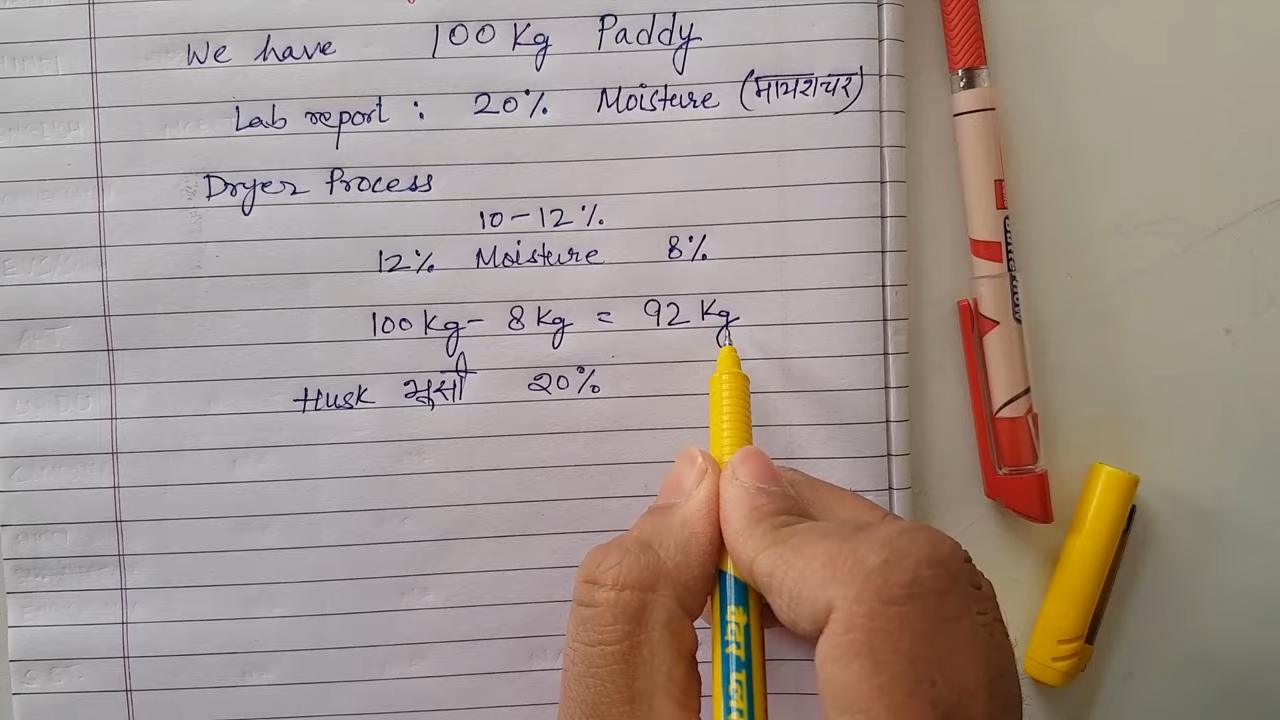 We have 100 Kg Paddy
Lab report : 20% Moisture (मायशचर)
Dryer Process
10-12%
12% Moisture 8%
100 Kg - 8 Kg = 92 Kg
Husk भूसी 20%